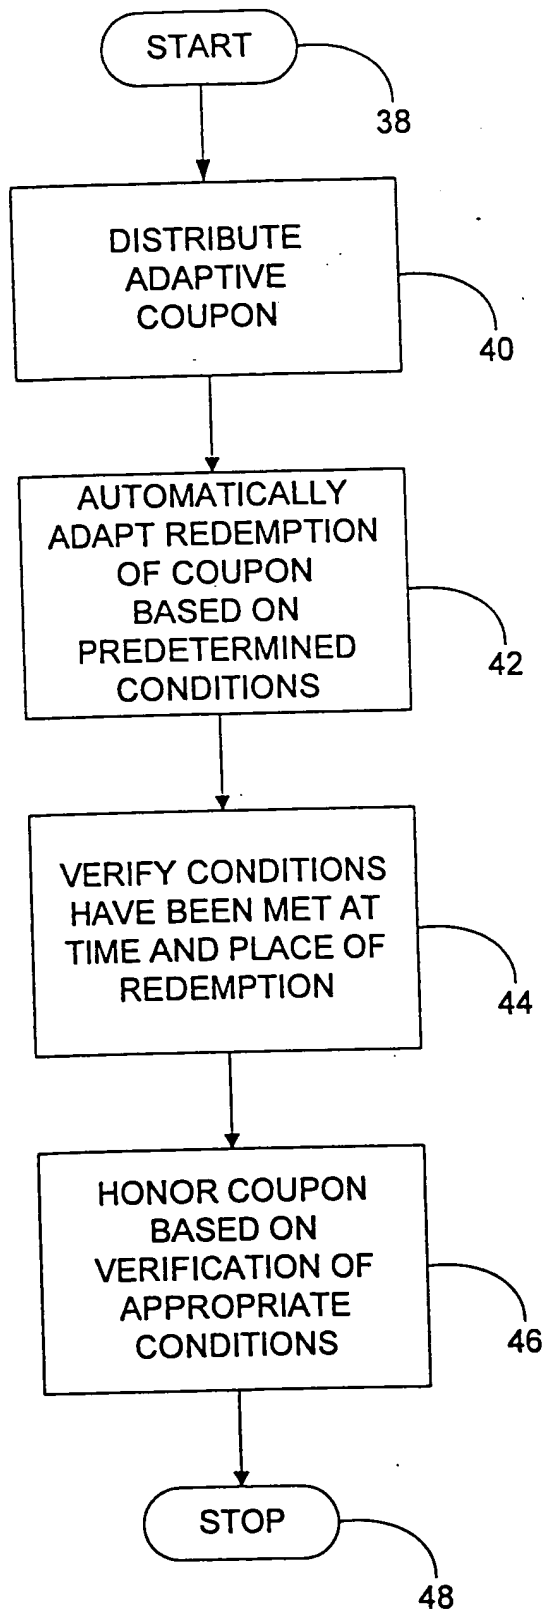 START
38
DISTRIBUTE
ADAPTIVE
COUPON
40
AUTOMATICALLY
ADAPT REDEMPTION
OF COUPON
BASED ON
PREDETERMINED
CONDITIONS
42
VERIFY CONDITIONS
HAVE BEEN MET AT
TIME AND PLACE OF
REDEMPTION
44
HONOR COUPON
BASED ON
VERIFICATION OF
APPROPRIATE
CONDITIONS
46
STOP
48